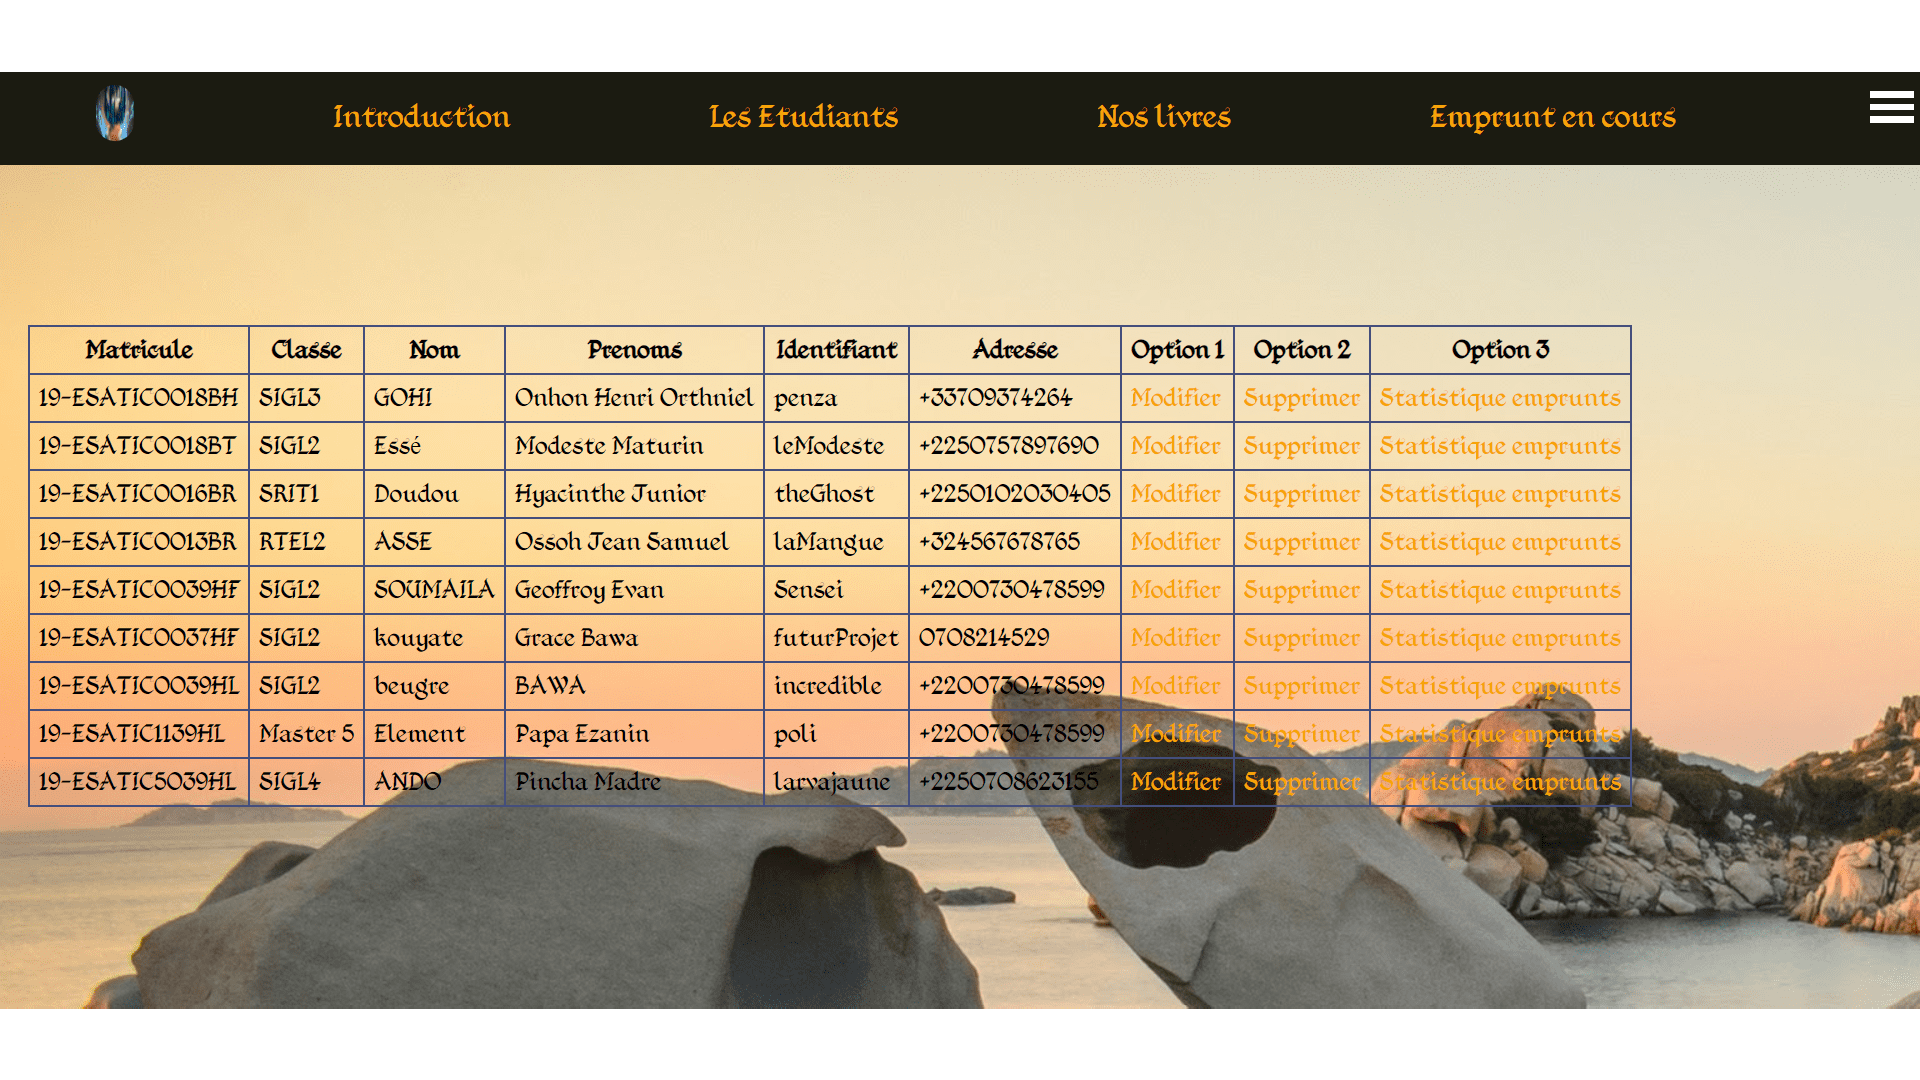 Introduction Les Etudiants Nos livres Emprunt en cours
Matricule Classe Nom Prenoms Identifiant Adresse Option 1 Option 2 Option 3
19-ESATIC0018BH SIGL3 GOHI Onhon Henri Orthniel penza +33709374264 Modifier Supprimer Statistique emprunts
19-ESATIC0018BT SIGL2 Essé Modeste Maturin leModeste +2250757897690 Modifier Supprimer Statistique emprunts
19-ESATIC0016BR SRIT1 Doudou Hyacinthe Junior theGhost +2250102030405 Modifier Supprimer Statistique emprunts
19-ESATIC0013BR RTEL2 ASSE Ossoh Jean Samuel laMangue +324567678765 Modifier Supprimer Statistique emprunts
19-ESATIC0039HF SIGL2 SOUMAILA Geoffroy Evan Sensei +2200730478599 Modifier Supprimer Statistique emprunts
19-ESATIC0037HF SIGL2 kouyate Grace Bawa futurProjet 0708214529 Modifier Supprimer Statistique emprunts
19-ESATIC0039HL SIGL2 beugre BAWA incredible +2200730478599 Modifier Supprimer Statistique emprunts
19-ESATIC1139HL Master 5 Element Papa Ezanin poli +2200730478599 Modifier Supprimer Statistique emprunts
19-ESATIC5039HL SIGL4 ANDO Pincha Madre larvajaune +2250708623155 Modifier Supprimer Statistique emprunts